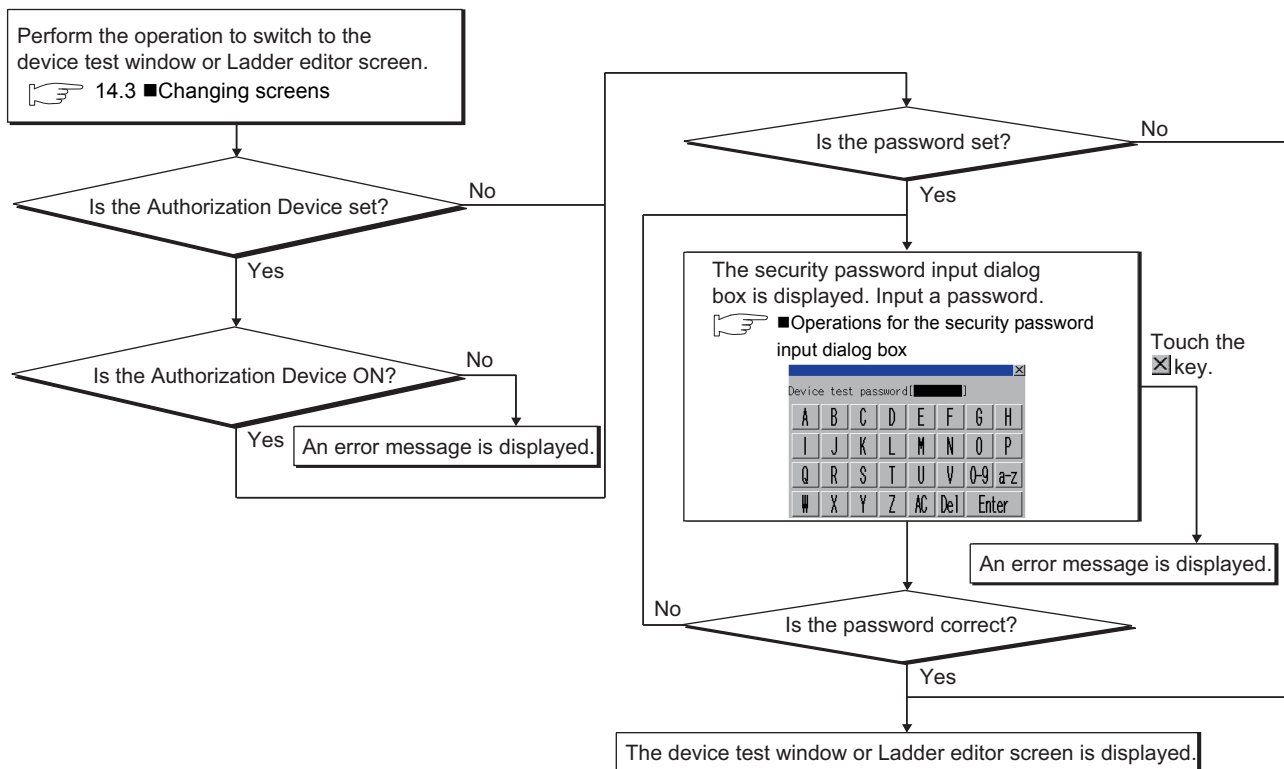 Perform the operation to switch to the
device test window or Ladder editor screen.
14.3 ■Changing screens
Is the Authorization Device set?
No
Yes
Is the Authorization Device ON?
No
Yes
An error message is displayed.
Is the password set?
No
Yes
The security password input dialog
box is displayed. Input a password.
■Operations for the security password
input dialog box
Device test password[ ]
A B C D E F G H
I J K L M N O P
Q R S T U V 0-9 a-z
W X Y Z AC Del Enter
Touch the
key.
An error message is displayed.
No
Is the password correct?
Yes
The device test window or Ladder editor screen is displayed.